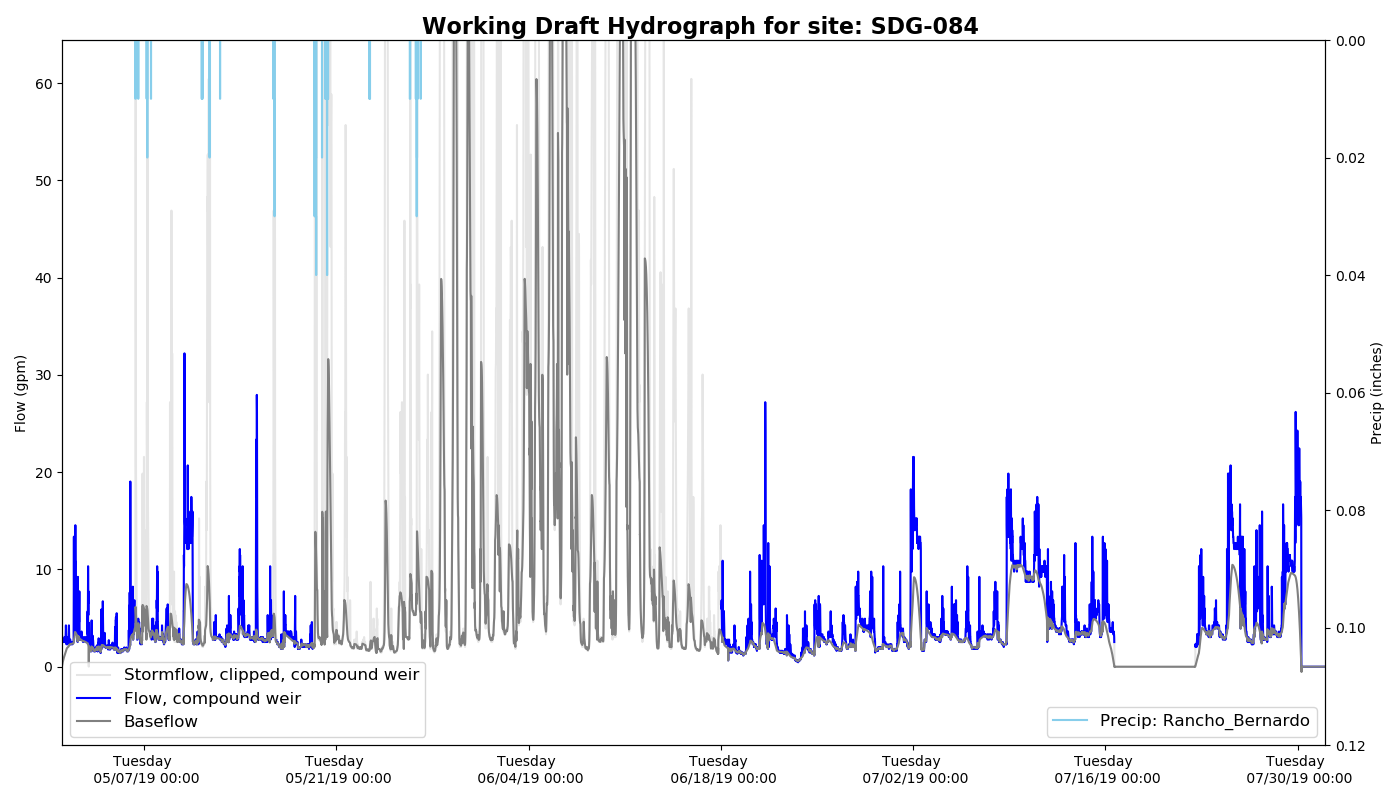 Working Draft Hydrograph for site: SDG-084
60
50
40
30
20
10
0
Flow (gpm)
0.00
0.02
0.04
0.06
0.08
0.10
0.12
Precip (inches)
Stormflow, clipped, compound weir
Flow, compound weir
Baseflow
Precip: Rancho_Bernardo
Tuesday
05/07/19 00:00
Tuesday
05/21/19 00:00
Tuesday
06/04/19 00:00
Tuesday
06/18/19 00:00
Tuesday
07/02/19 00:00
Tuesday
07/16/19 00:00
Tuesday
07/30/19 00:00